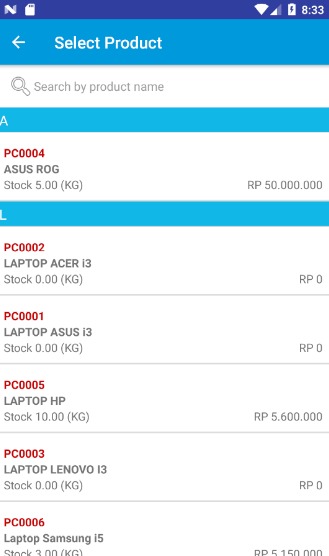 8:33
Select Product
Search by product name
A
PC0004
ASUS ROG
Stock 5.00 (KG) RP 50.000.000
L
PC0002
LAPTOP ACER i3
Stock 0.00 (KG) RP 0
PC0001
LAPTOP ASUS i3
Stock 0.00 (KG) RP 0
PC0005
LAPTOP HP
Stock 10.00 (KG) RP 5.600.000
PC0003
LAPTOP LENOVO I3
Stock 0.00 (KG) RP 0
PC0006
Laptop Samsung i5
Stock 3.00 (KG) RP 5.150.000